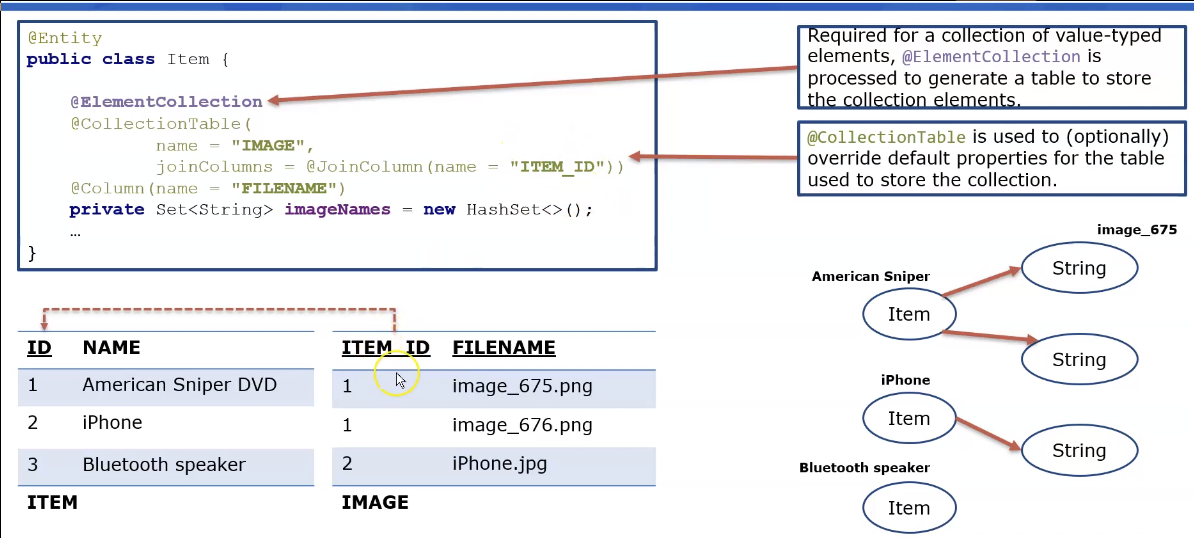 @Entity
public class Item {
@ElementCollection
@CollectionTable(
name = "IMAGE",
joinColumns = @JoinColumn(name = "ITEM_ID"))
@Column(name = "FILENAME")
private Set<String> imageNames = new HashSet<>();
…
}
Required for a collection of value-typed
elements, @ElementCollection is
processed to generate a table to store
the collection elements.
@CollectionTable is used to (optionally)
override default properties for the table
used to store the collection.
ID NAME
1 American Sniper DVD
2 iPhone
3 Bluetooth speaker
ITEM
ITEM_ID FILENAME
1 image_675.png
1 image_676.png
2 iPhone.jpg
IMAGE
image_675
String
American Sniper
Item
String
iPhone
Item
String
Bluetooth speaker
Item